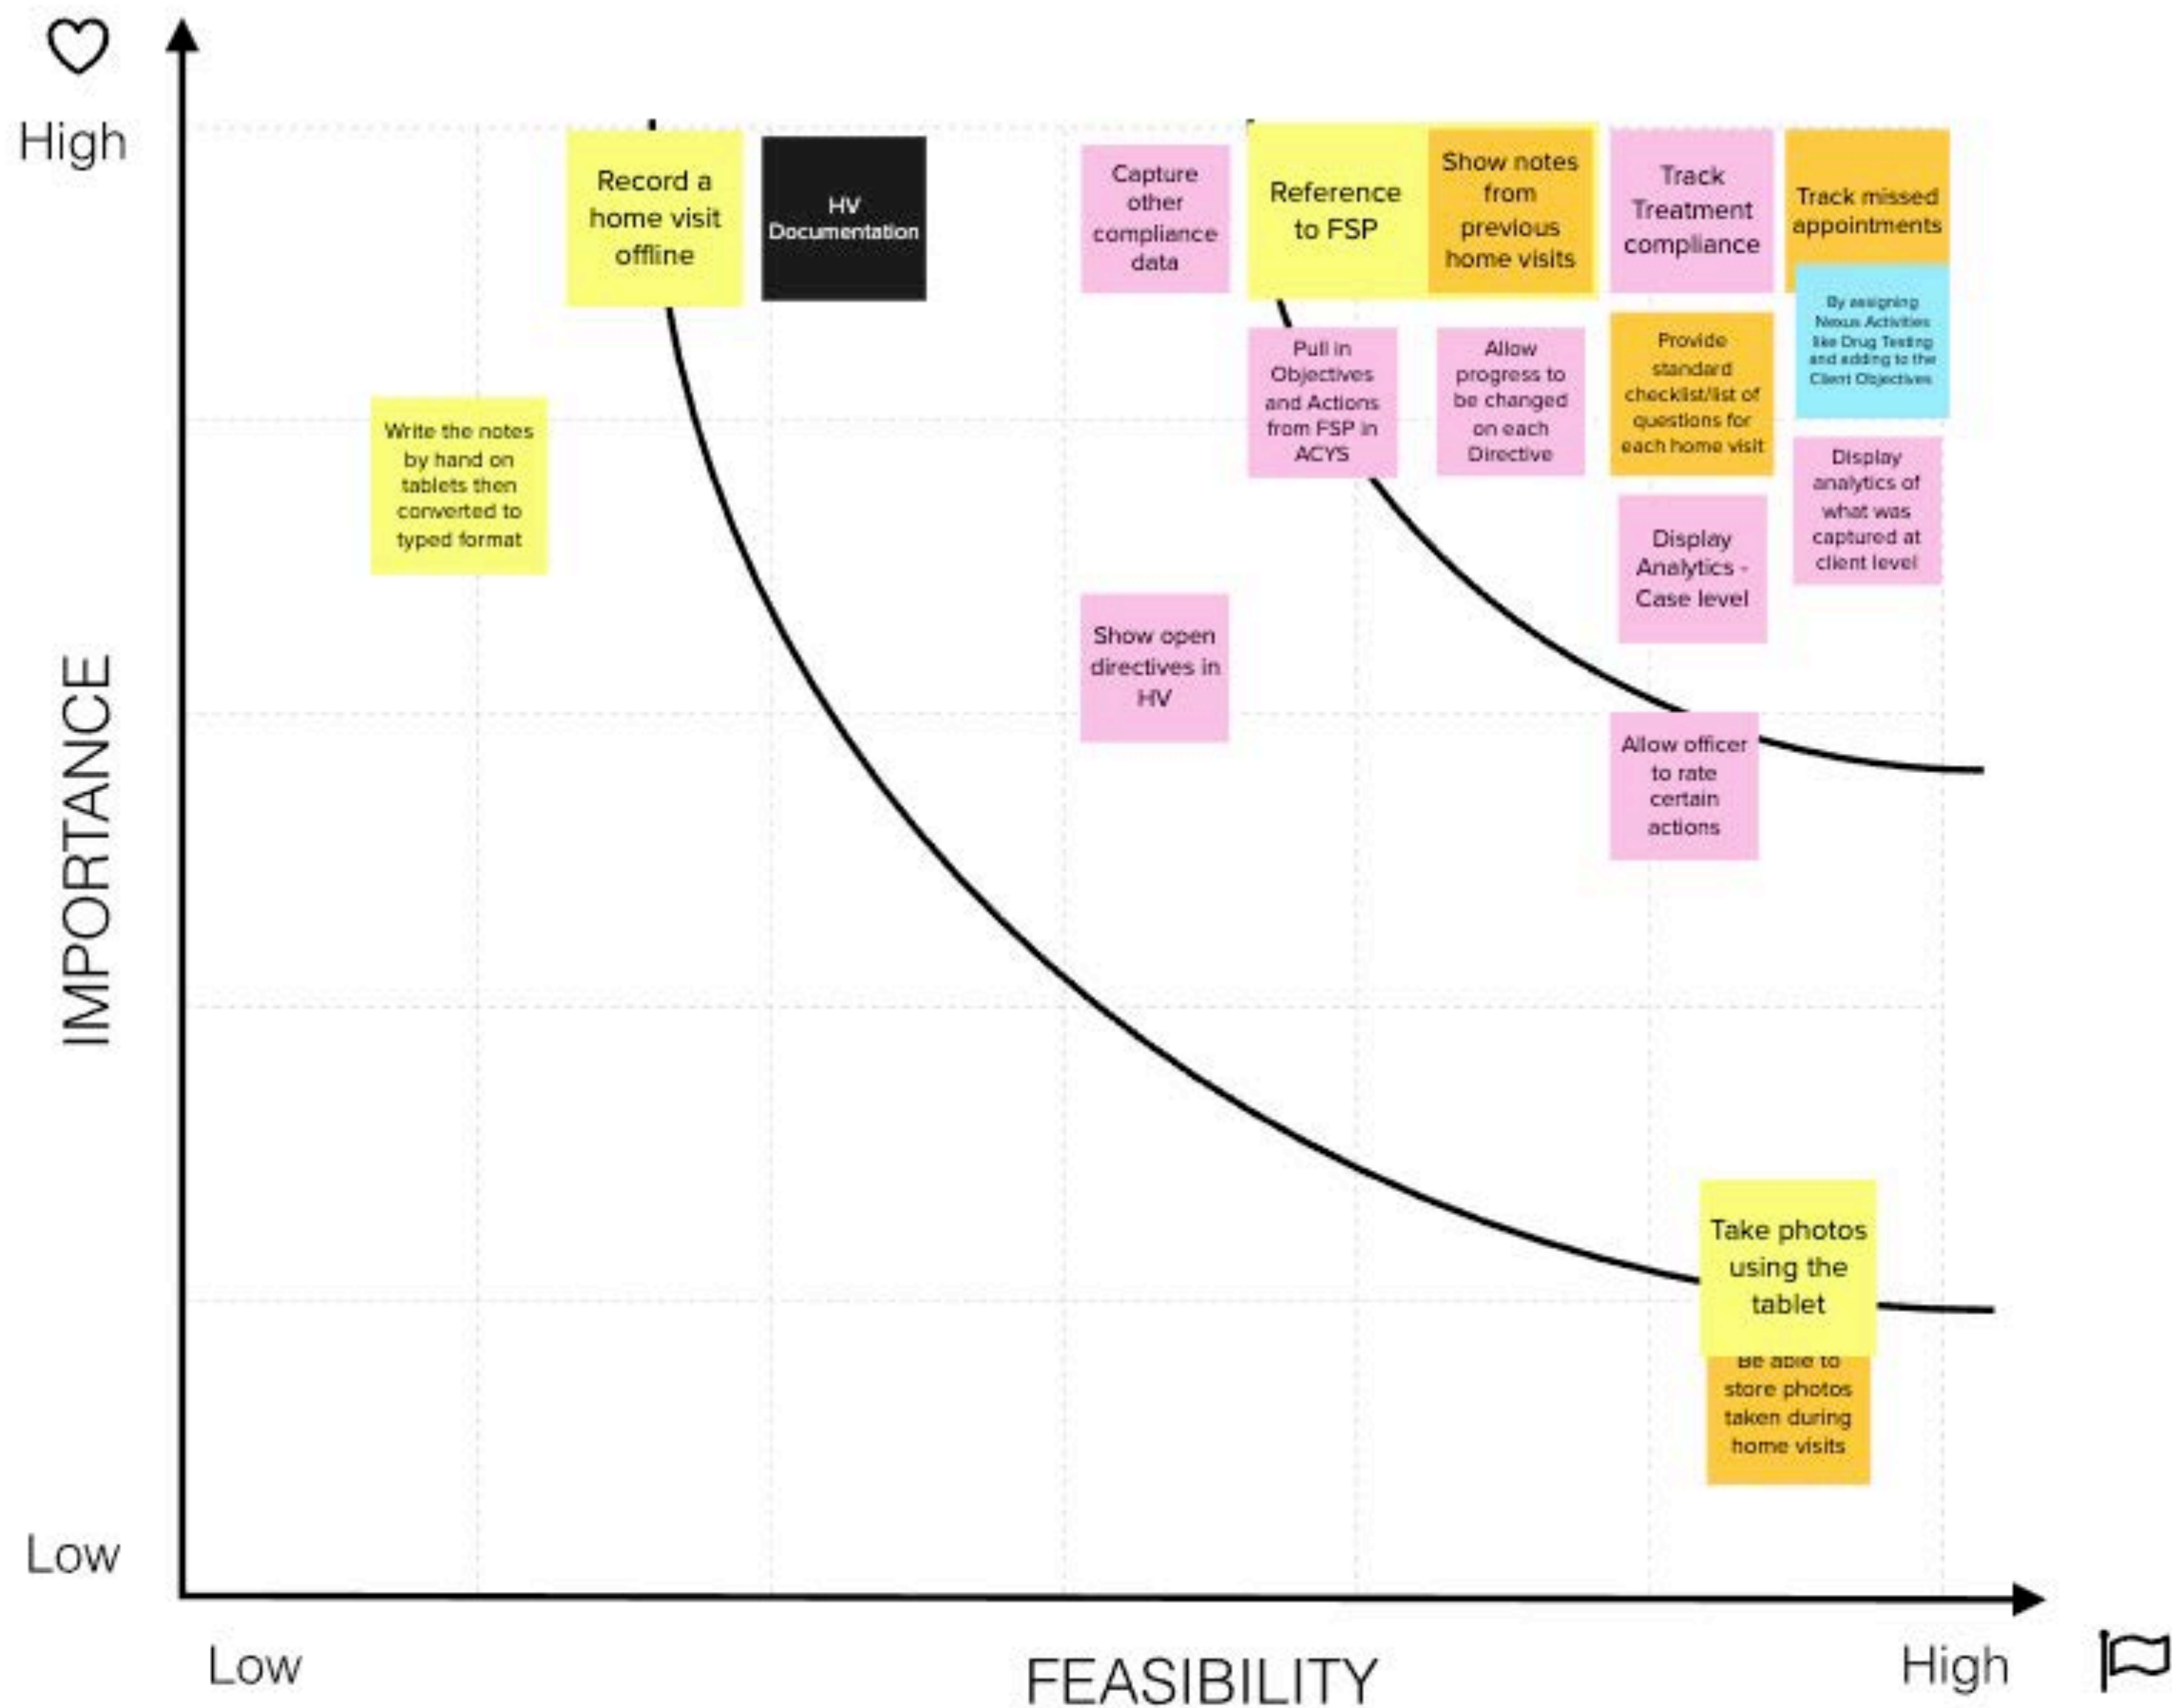 High
Record a
home visit
offline
HV
Documentation
Capture
other
compliance
data
Reference
to FSP
Show notes
from
previous
home visits
Track
Treatment
compliance
Track missed
appointments
By assigning
Nexus Activities
like Drug Testing
and adding to the
Client Objectives
Write the notes
by hand on
tablets then
converted to
typed format
Pull in
Objectives
and Actions
from FSP in
ACYS
Allow
progress to
be changed
on each
Directive
Provide
standard
checklist/list of
questions for
each home visit
Display
analytics of
what was
captured at
client level
Display
Analytics -
Case level
Show open
directives in
HV
Allow officer
to rate
certain
actions
IMPORTANCE
Take photos
using the
tablet
Be able to
store photos
taken during
home visits
Low
Low
FEASIBILITY
High